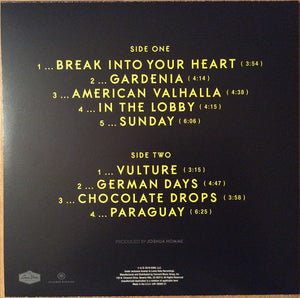 SIDE ONE
1 ... BREAK INTO YOUR HEART ( 3:54 )
2 ... GARDENIA ( 4:14 )
3 ... AMERICAN VALHALLA ( 4:38 )
4 ... IN THE LOBBY ( 4:15 )
5 ... SUNDAY ( 6:06 )
SIDE TWO
1 ... VULTURE ( 3:15 )
2 ... GERMAN DAYS ( 4:47 )
3 ... CHOCOLATE DROPS ( 3:58 )
4 ... PARAGUAY ( 6:25 )
PRODUCED BY JOSHUA HOMME